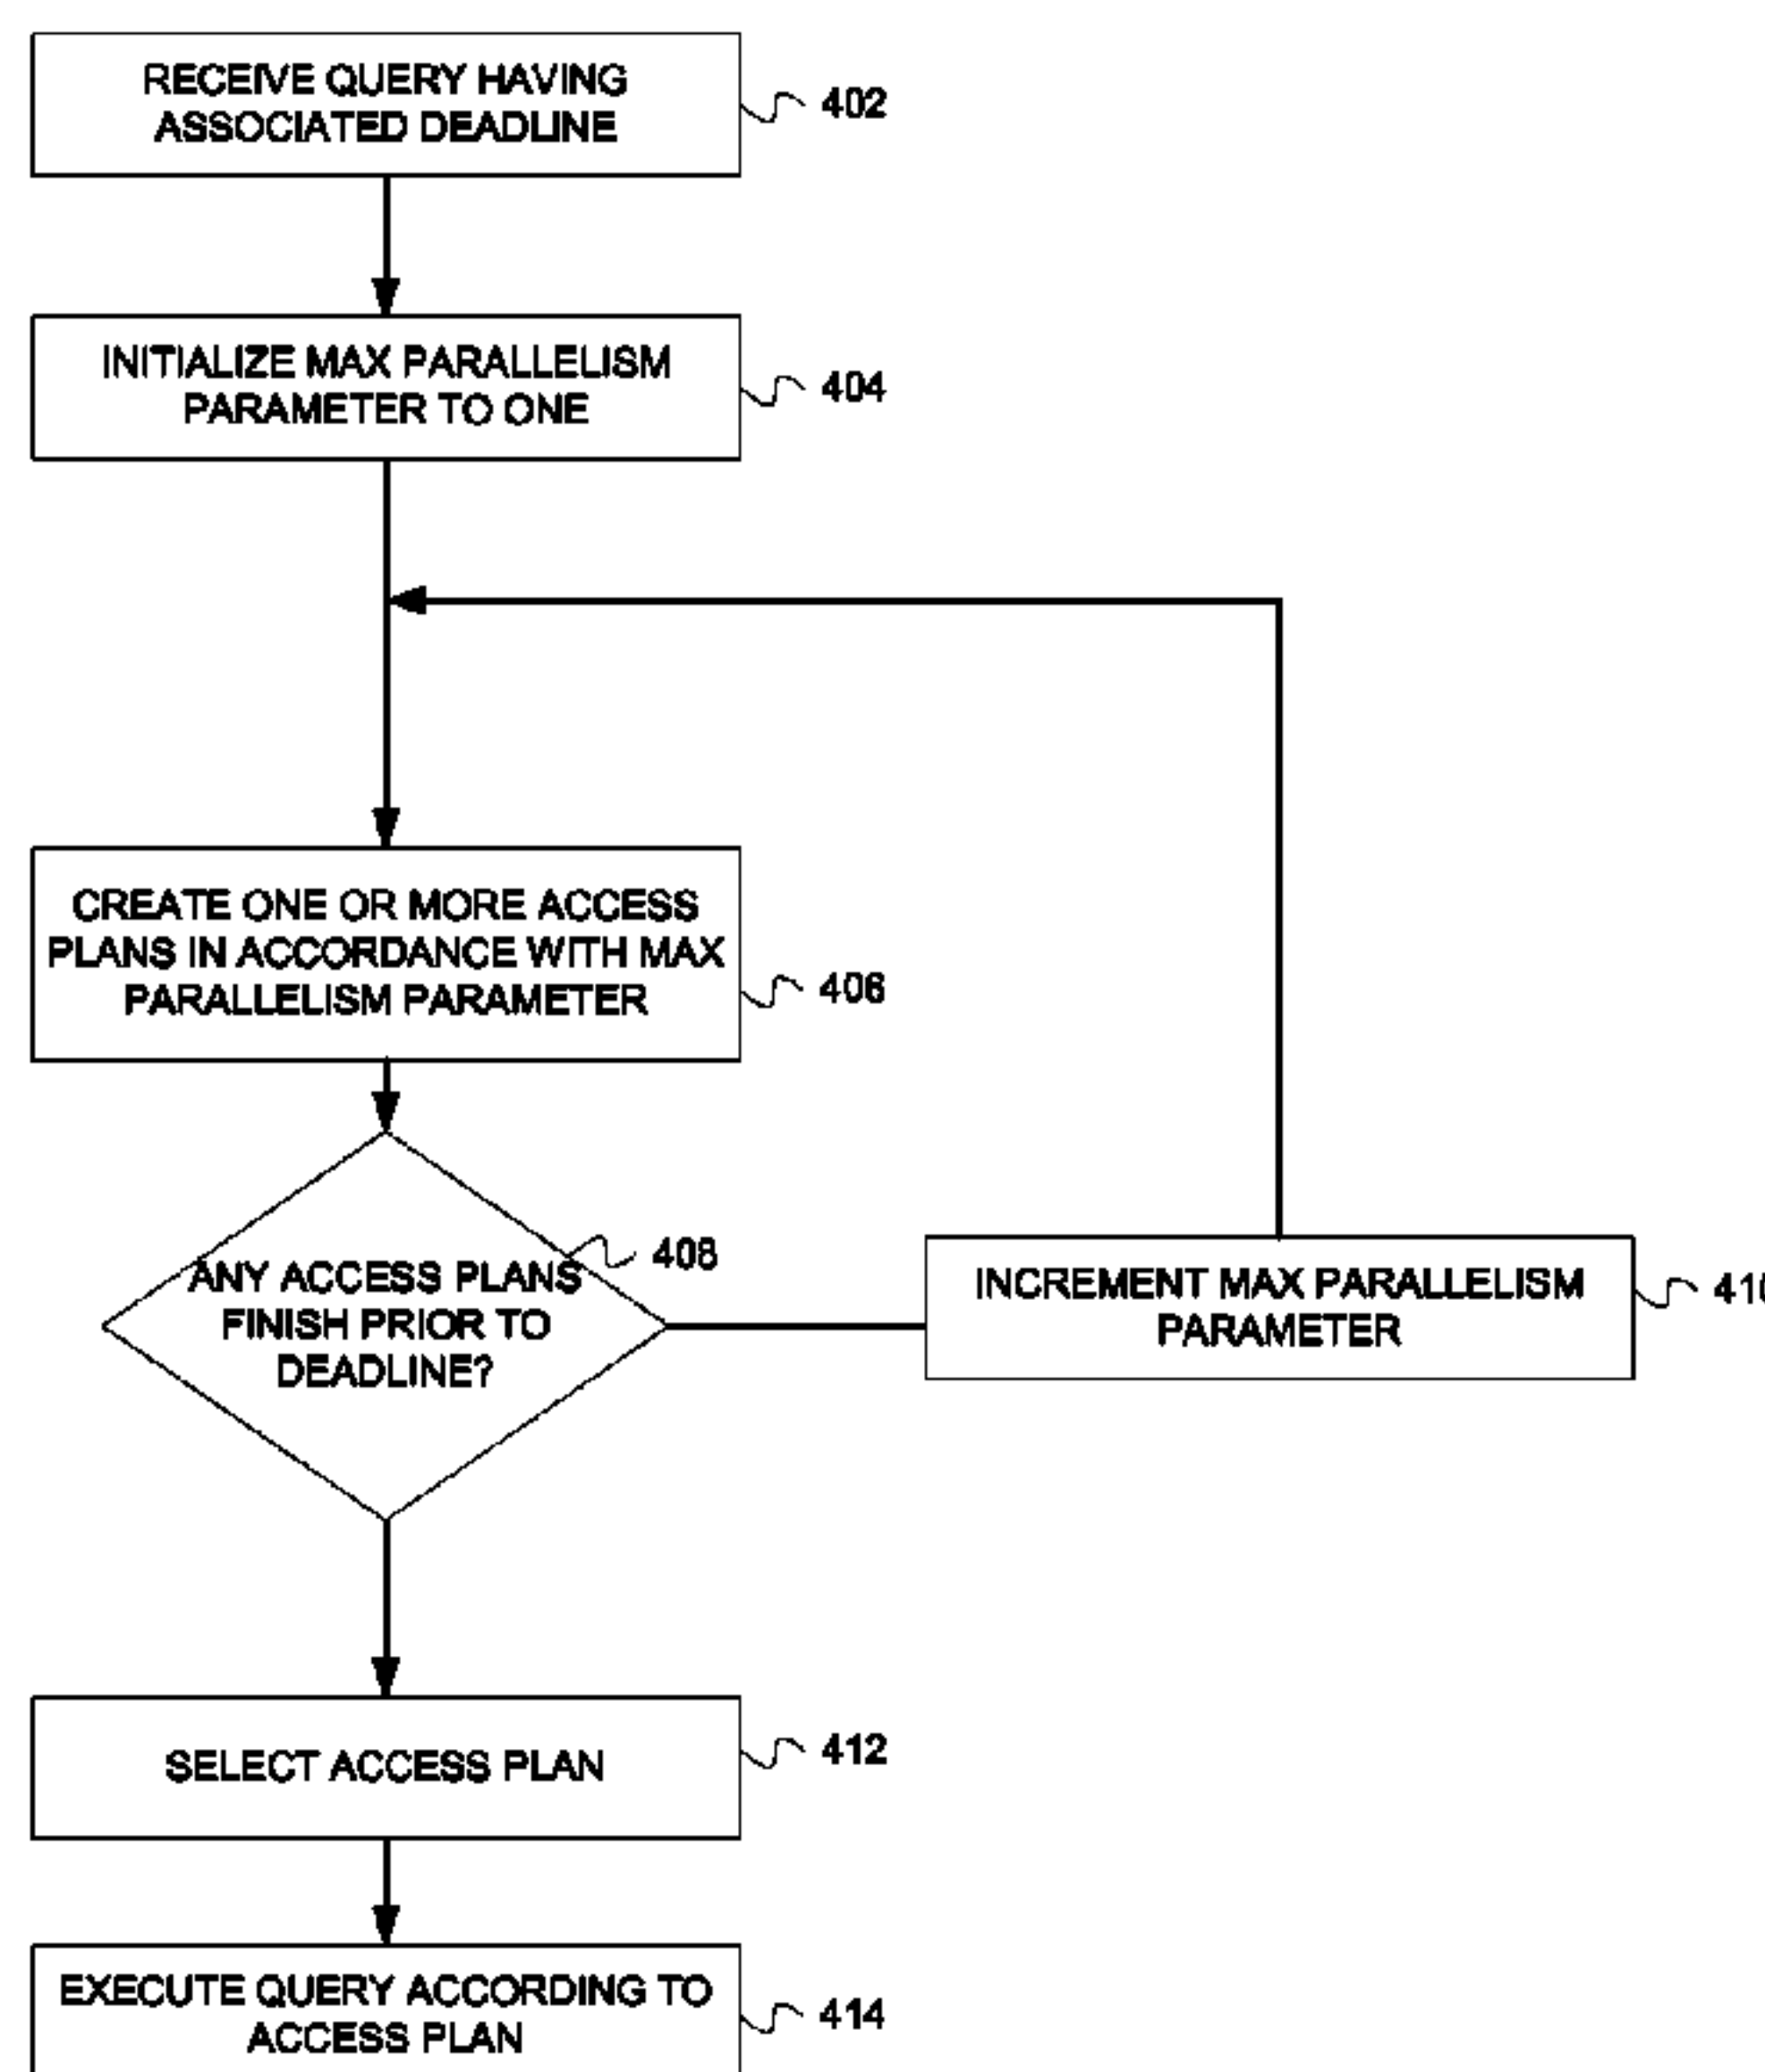 RECEIVE QUERY HAVING
ASSOCIATED DEADLINE
402
INITIALIZE MAX PARALLELISM
PARAMETER TO ONE
404
CREATE ONE OR MORE ACCESS
PLANS IN ACCORDANCE WITH MAX
PARALLELISM PARAMETER
406
408
ANY ACCESS PLANS
FINISH PRIOR TO
DEADLINE?
INCREMENT MAX PARALLELISM
PARAMETER
410
SELECT ACCESS PLAN
412
EXECUTE QUERY ACCORDING TO
ACCESS PLAN
414